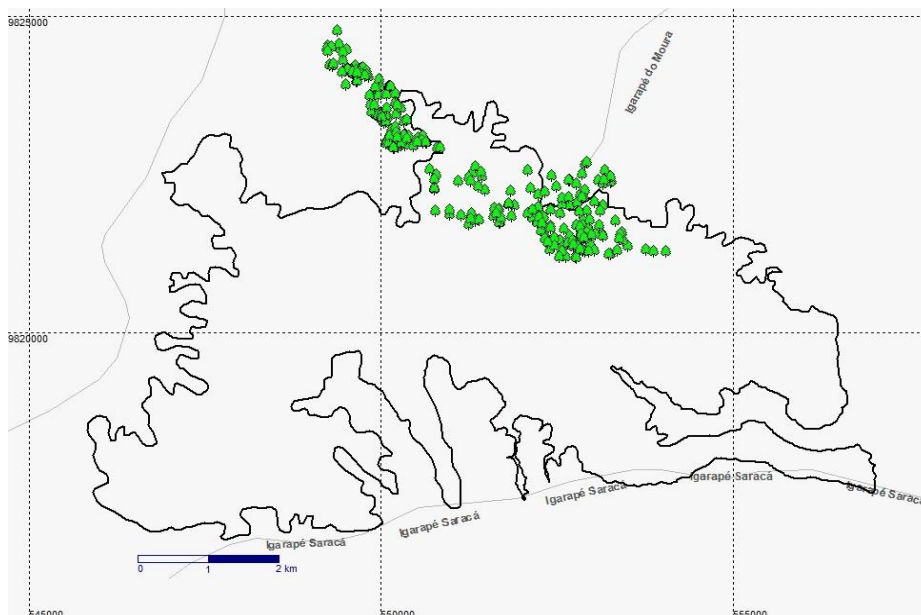 9825000
Igarapé do Moura
9820000
Igarapé Saracá
Igarapé Saracá
Igarapé Saracá
Igarapé Saracá
Igarapé Saracá
0 1 2 km
545000 550000 555000